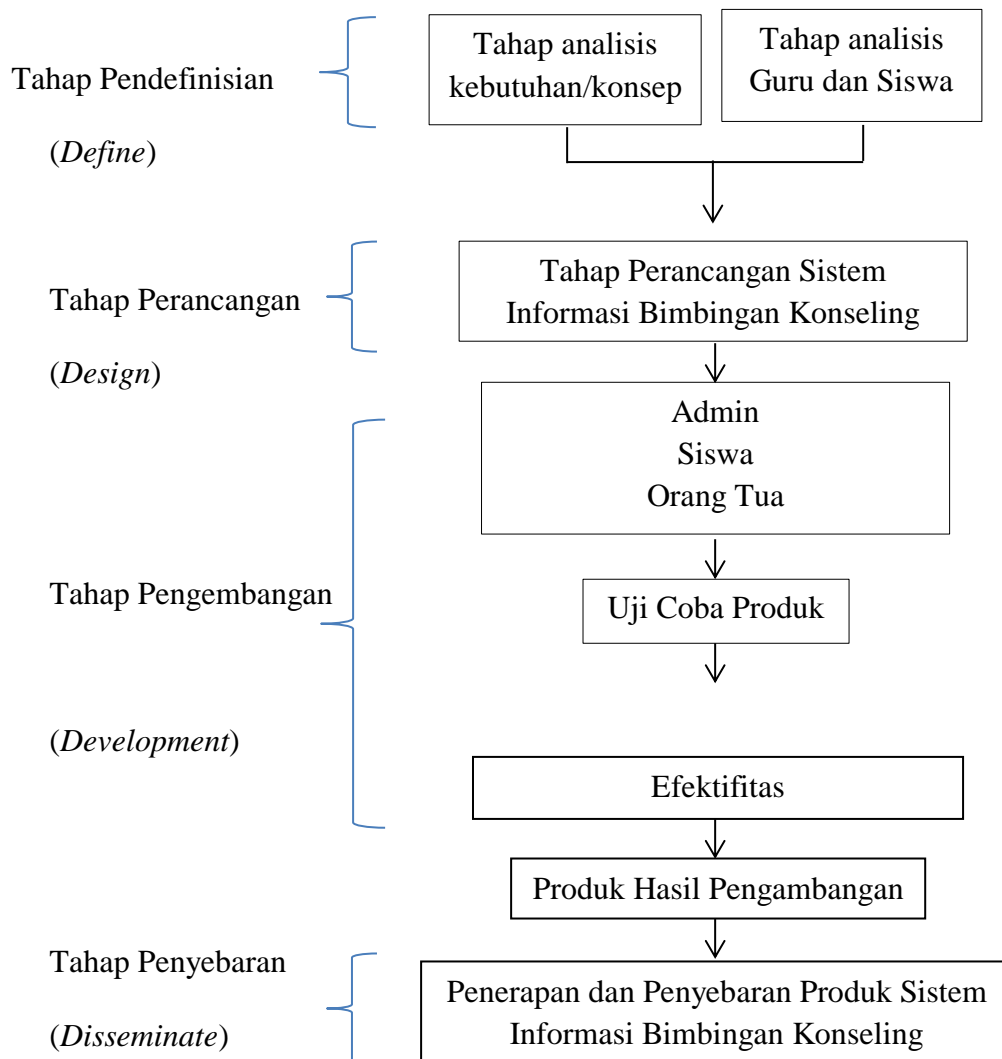 Tahap Pendefinisian
(Define)
Tahap analisis
kebutuhan/konsep
Tahap analisis
Guru dan Siswa
Tahap Perancangan
(Design)
Tahap Perancangan Sistem
Informasi Bimbingan Konseling
Admin
Siswa
Orang Tua
Tahap Pengembangan
(Development)
Uji Coba Produk
Efektifitas
Produk Hasil Pengambangan
Tahap Penyebaran
(Disseminate)
Penerapan dan Penyebaran Produk Sistem
Informasi Bimbingan Konseling